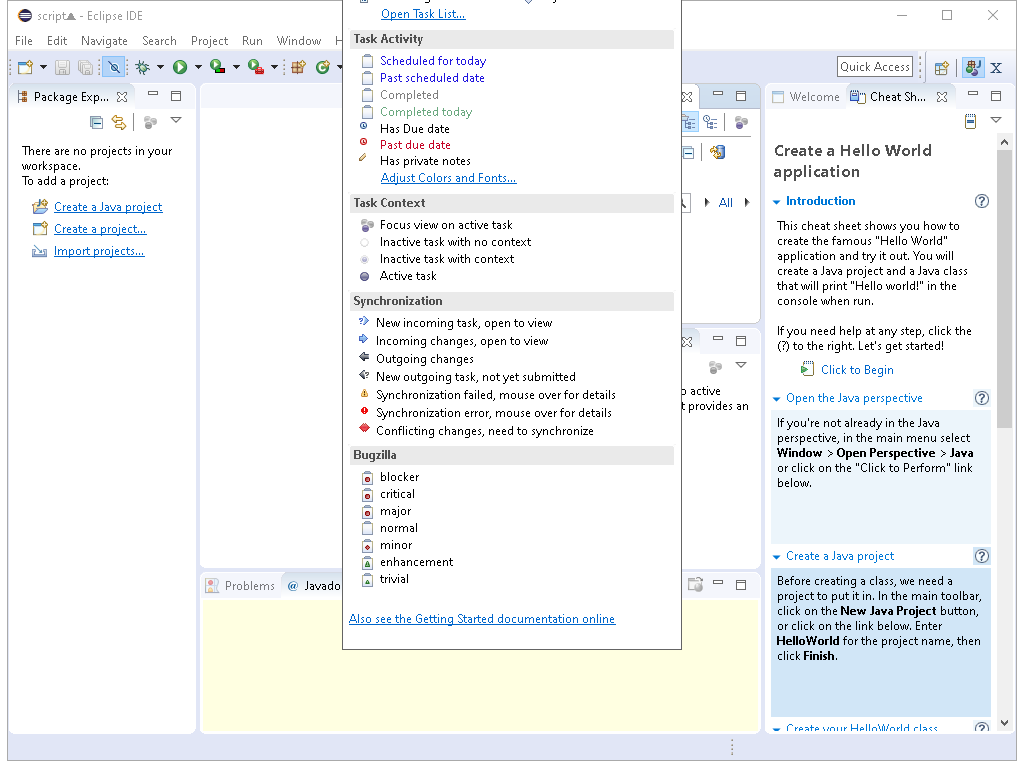 script - Eclipse IDE
File Edit Navigate Search Project Run Window H
Quick Access
Package Exp...
There are no projects in your
workspace.
To add a project:
Create a Java project
Create a project...
Import projects...
Open Task List...
Task Activity
Scheduled for today
Past scheduled date
Completed
Completed today
Has Due date
Past due date
Has private notes
Adjust Colors and Fonts...
Task Context
Focus view on active task
Inactive task with no context
Inactive task with context
Active task
Synchronization
New incoming task, open to view
Incoming changes, open to view
Outgoing changes
New outgoing task, not yet submitted
Synchronization failed, mouse over for details
Synchronization error, mouse over for details
Conflicting changes, need to synchronize
Bugzilla
blocker
critical
major
normal
minor
enhancement
trivial
Also see the Getting Started documentation online
All
o active
t provides an
Problems @ Javado
Welcome Cheat Sh...
Create a Hello World
application
Introduction
This cheat sheet shows you how to
create the famous "Hello World"
application and try it out. You will
create a Java project and a Java class
that will print "Hello world!" in the
console when run.
If you need help at any step, click the
(?) to the right. Let's get started!
Click to Begin
Open the Java perspective
If you're not already in the Java
perspective, in the main menu select
Window > Open Perspective > Java
or click on the "Click to Perform" link
below.
Create a Java project
Before creating a class, we need a
project to put it in. In the main toolbar,
click on the New Java Project button,
or click on the link below. Enter
HelloWorld for the project name, then
click Finish.
Create your HelloWorld class